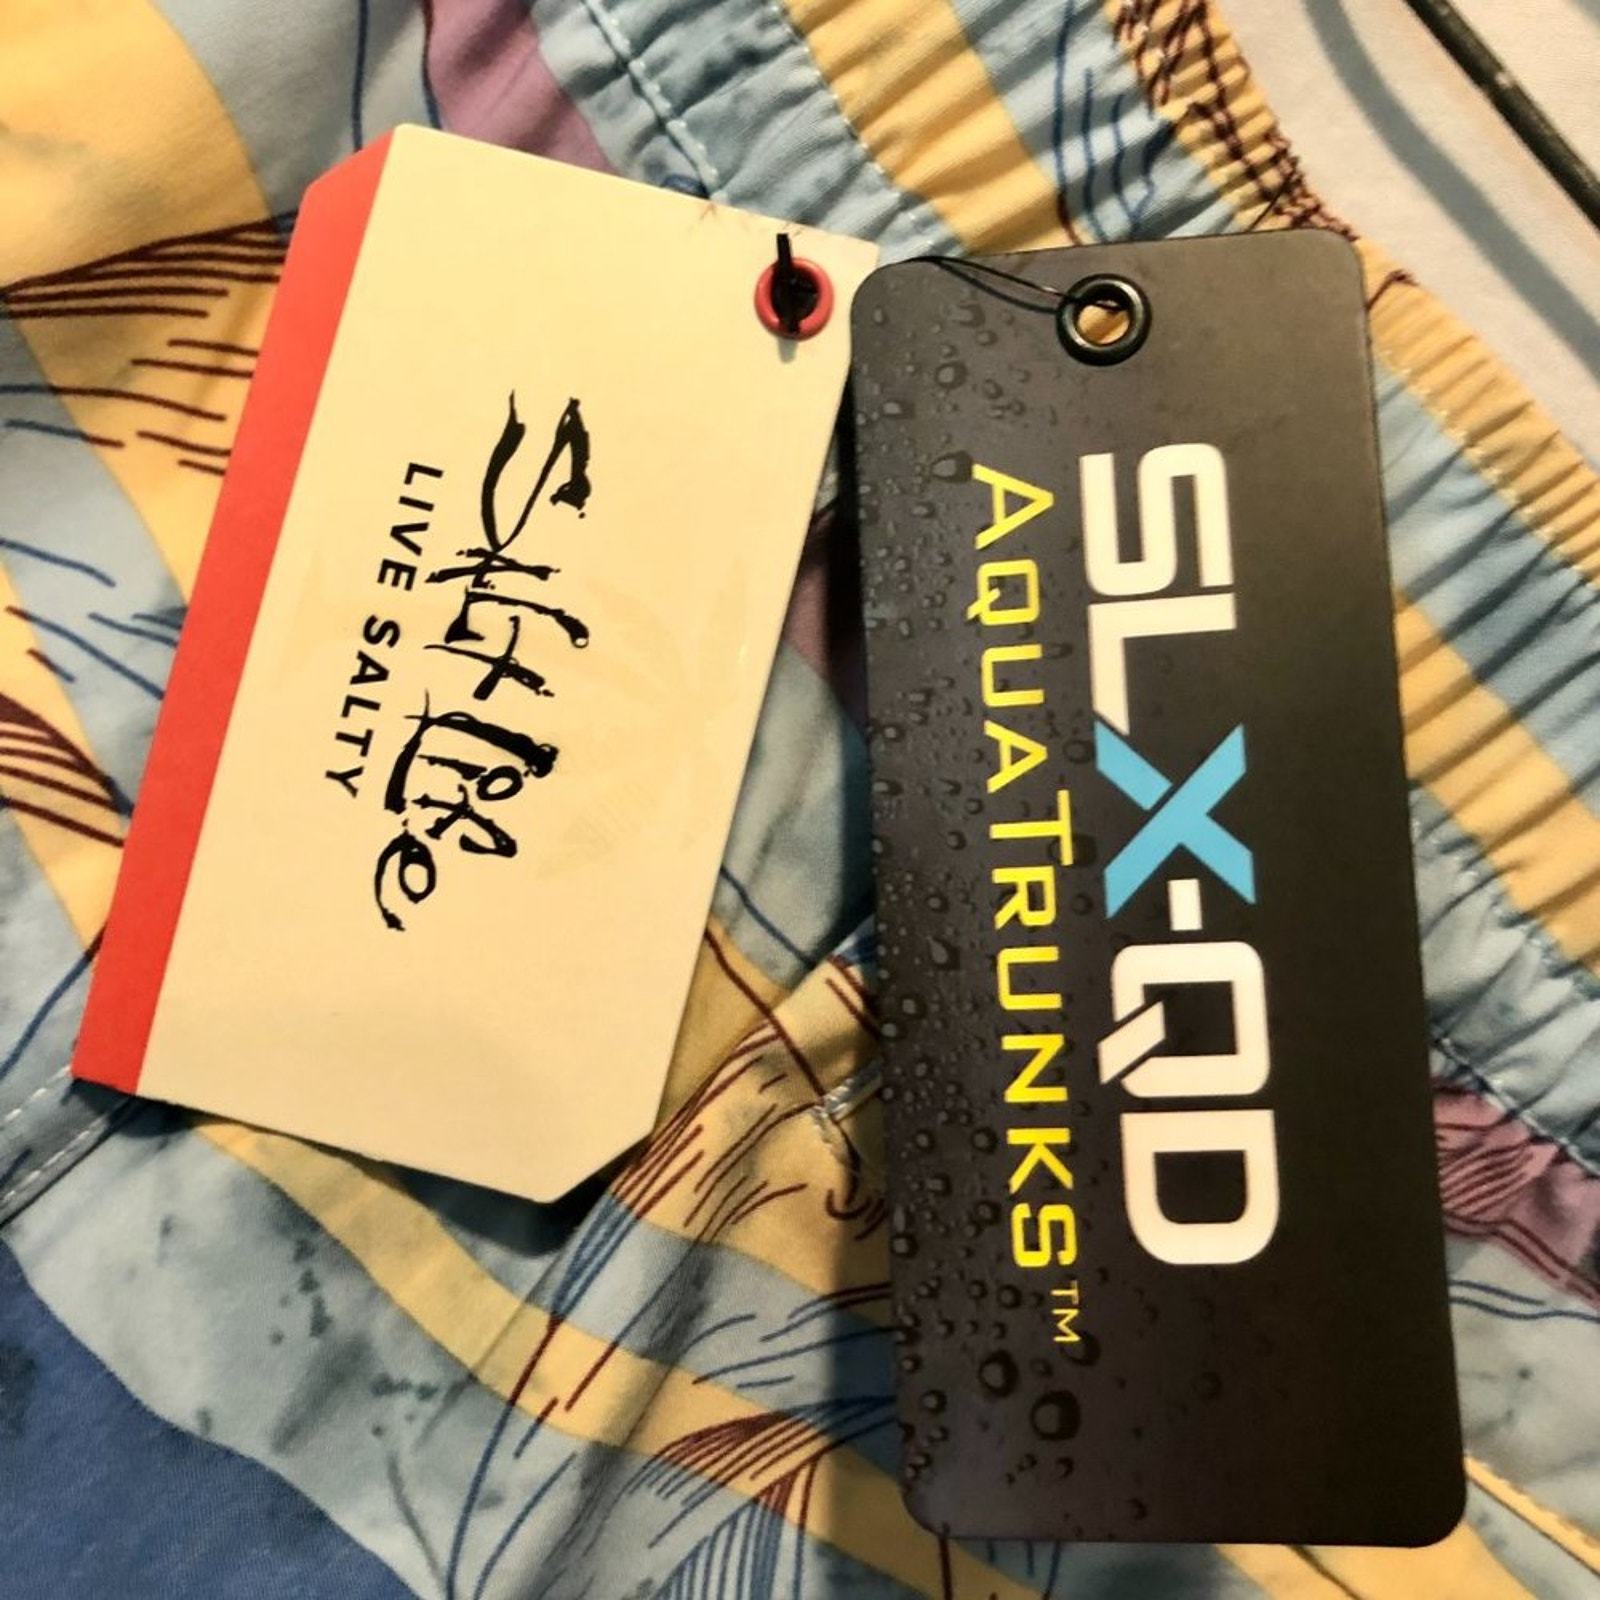 Salt Life
LIVE SALTY
SLX-QD
AQUATRUNKS™